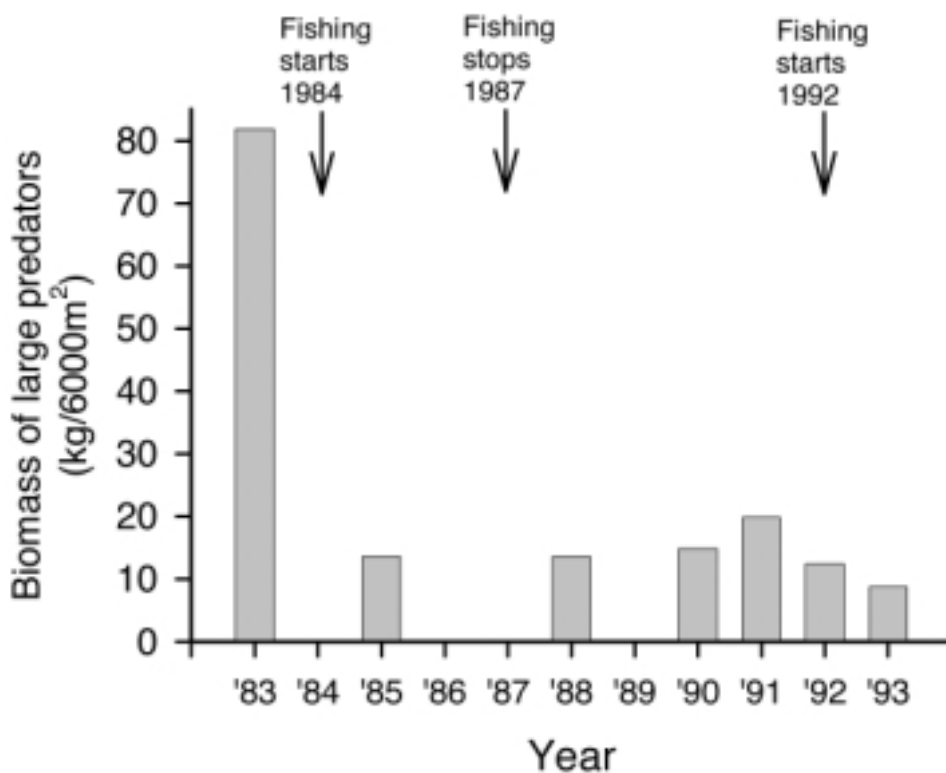 Fishing
starts
1984
Fishing
stops
1987
Fishing
starts
1992
Biomass of large predators
(kg/6000m²)
80
70
60
50
40
30
20
10
0
'83 '84 '85 '86 '87 '88 '89 '90 '91 '92 '93
Year